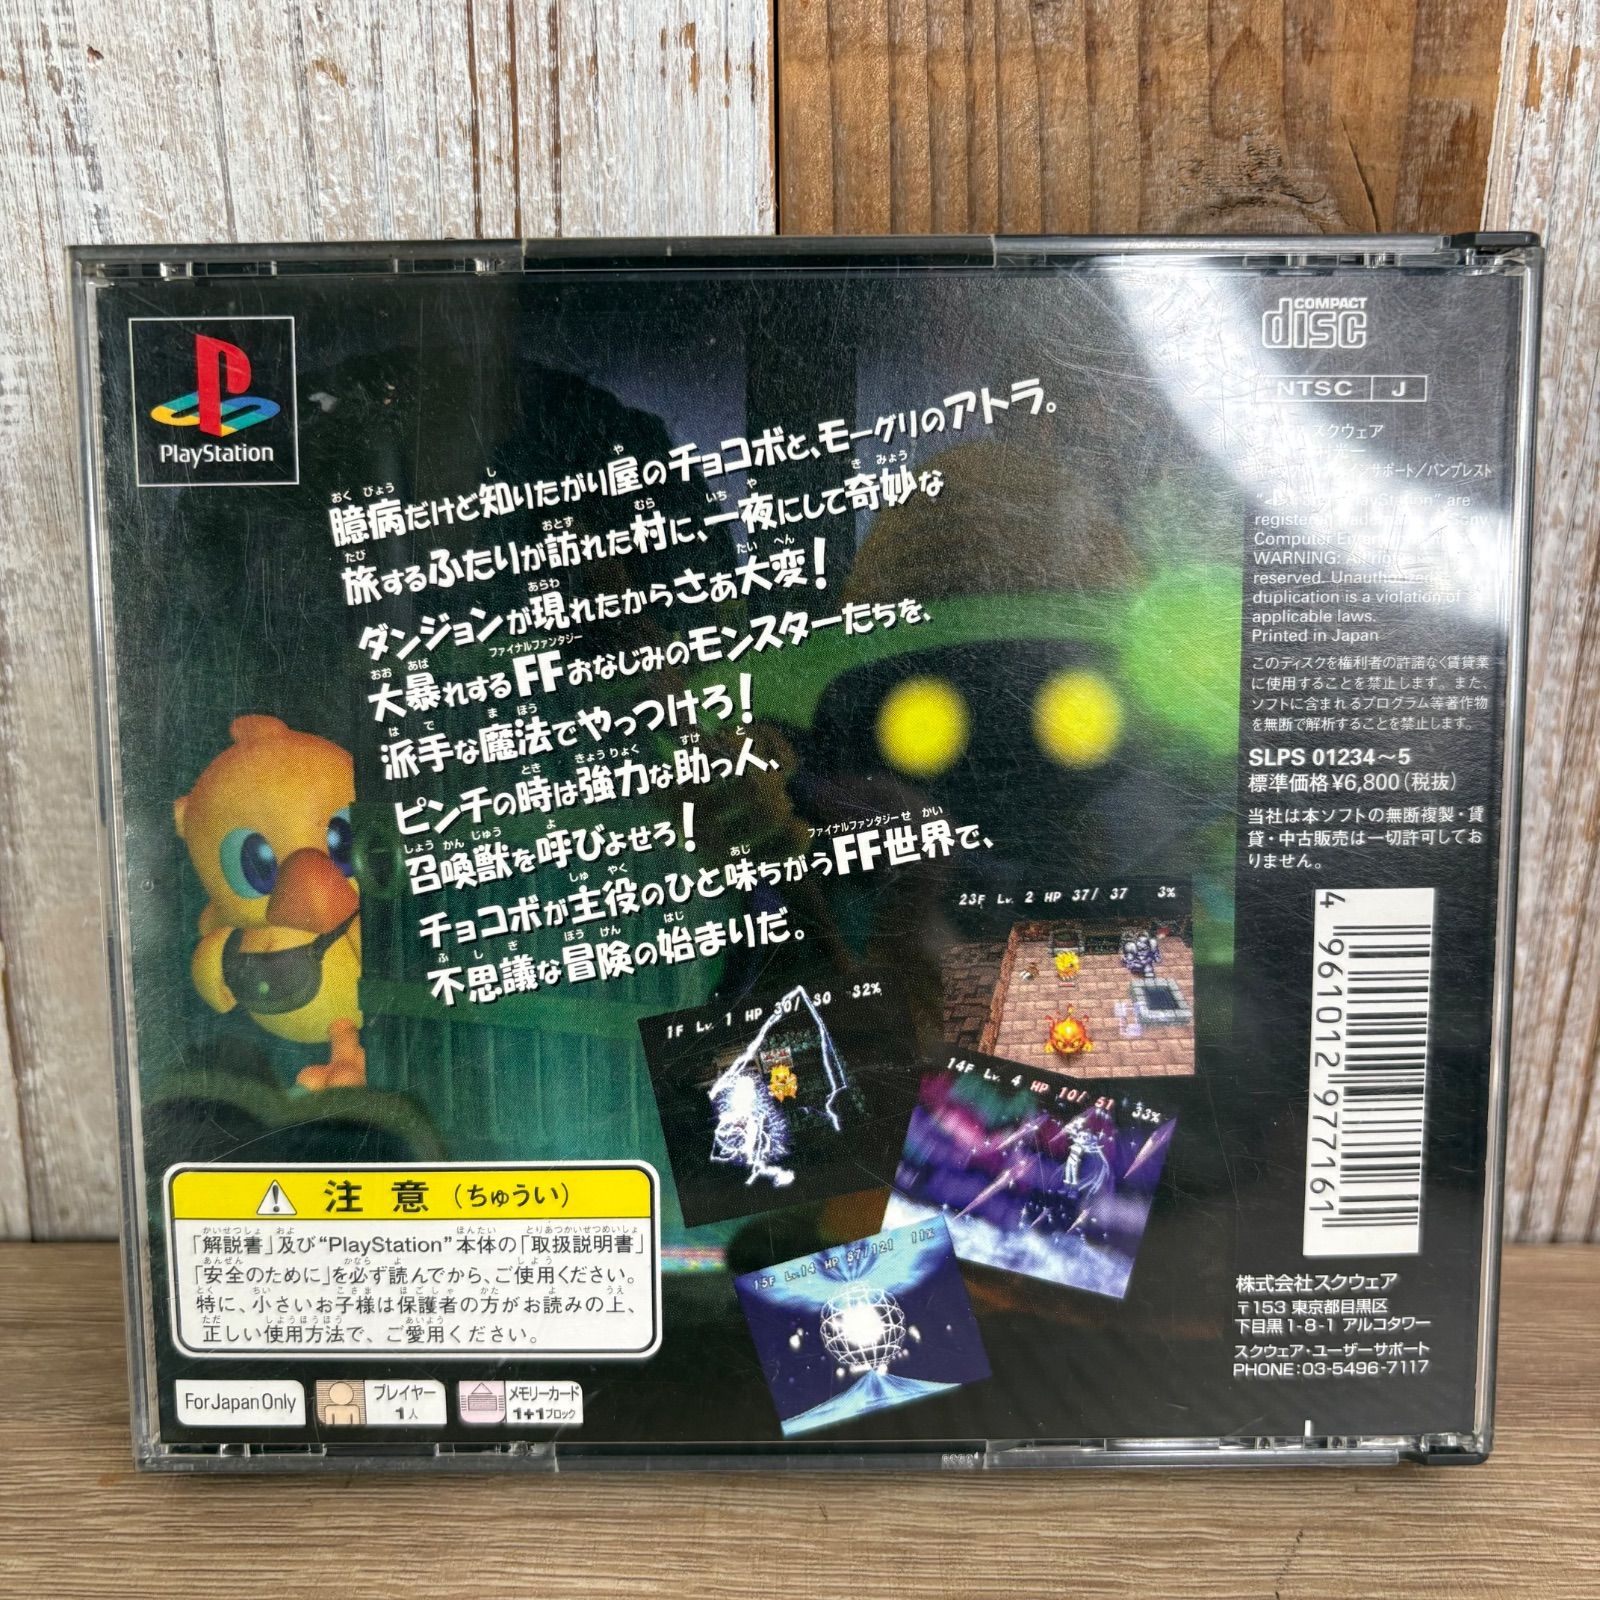 PlayStation
臆病だけど知りたがり屋のチョコボと、モーグリのアトラ。
旅するふたりが訪れた村に、一夜にして奇妙な
ダンジョンが現れたからさぁ大変！
大暴れするFFおなじみのモンスターたちを、
派手な魔法でやっつけろ！
ピンチの時は強力な助っ人、
召喚獣を呼びよせろ！
チョコボが主役のひと味ちがうFF世界で、
不思議な冒険の始まりだ。
COMPACT
disc
NTSC J
スクウェア
registered
Computer
WARNING: All
reserved. Unauthorized
duplication is a violation of
applicable laws.
Printed in Japan
このディスクを権利者の許諾なく賃貸業
に使用することを禁止します。また、
ソフトに含まれるプログラム等著作物
を無断で解析することを禁止します。
SLPS 01234～5
標準価格¥6,800(税抜)
当社は本ソフトの無断複製・賃
貸・中古販売は一切許可してお
りません。
4 961012 977161
株式会社スクウェア
〒153 東京都目黒区
下目黒1-8-1 アルコタワー
スクウェア・ユーザーサポート
PHONE:03-5496-7117
23F Lv. 2 HP 37/ 37 3%
1F Lv. 1 HP 30/ 30 32%
14F Lv. 4 HP 10/ 51 33%
15F Lv.14 HP 87/121 11%
注意(ちゅうい)
「解説書」及び“PlayStation”本体の「取扱説明書」
「安全のために」を必ず読んでから、ご使用ください。
特に、小さいお子様は保護者の方がお読みの上、
正しい使用方法で、ご愛用ください。
For Japan Only
プレイヤー
1人
メモリーカード
1+1ブロック